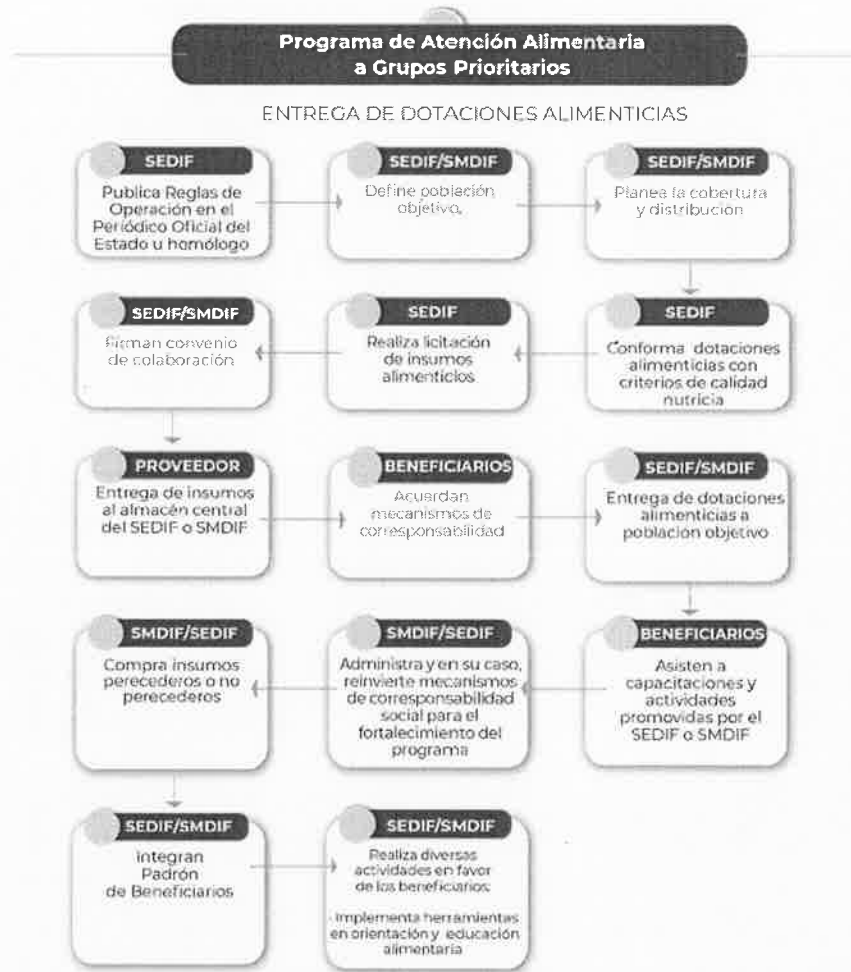 Programa de Atención Alimentaria
a Grupos Prioritarios
ENTREGA DE DOTACIONES ALIMENTICIAS
SEDIF
Publica Reglas de
Operación en el
Periódico Oficial del
Estado u homólogo
SEDIF/SMDIF
Define población
objetivo.
SEDIF/SMDIF
Planea la cobertura
y distribución
SEDIF
Conforma dotaciones
alimenticias con
criterios de calidad
nutricia
SEDIF
Realiza licitación
de insumos
alimenticios
SEDIF/SMDIF
Firman convenio
de colaboración
PROVEEDOR
Entrega de insumos
al almacén central
del SEDIF o SMDIF
BENEFICIARIOS
Acuerdan
mecanismos de
corresponsabilidad
SEDIF/SMDIF
Entrega de dotaciones
alimenticias a
población objetivo
BENEFICIARIOS
Asisten a
capacitaciones y
actividades
promovidas por el
SEDIF o SMDIF
SMDIF/SEDIF
Administra y en su caso,
reinvierte mecanismos
de corresponsabilidad
social para el
fortalecimiento del
programa
SMDIF/SEDIF
Compra insumos
perecederos o no
perecederos
SEDIF/SMDIF
Integran
Padrón
de Beneficiarios
SEDIF/SMDIF
Realiza diversas
actividades en favor
de los beneficiarios:
-Implementa herramientas
en orientación y educación
alimentaria